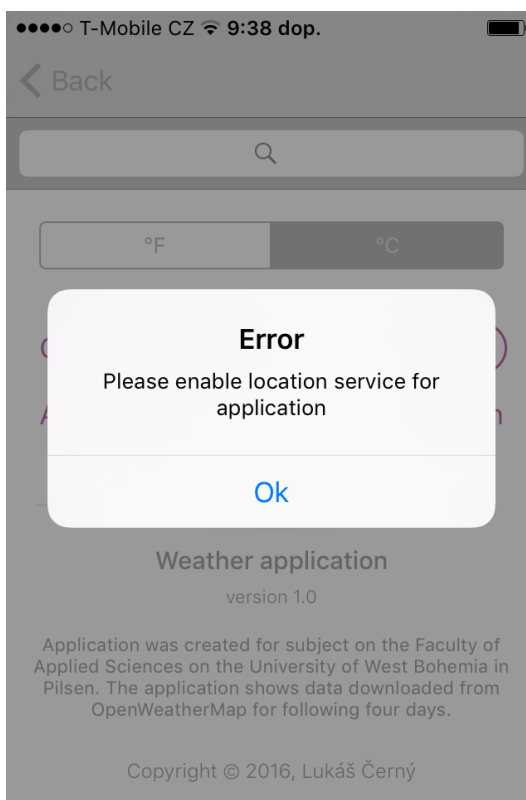 T-Mobile CZ 9:38 dop.
Back
°F °C
Error
Please enable location service for
application
Ok
Weather application
version 1.0
Application was created for subject on the Faculty of
Applied Sciences on the University of West Bohemia in
Pilsen. The application shows data downloaded from
OpenWeatherMap for following four days.
Copyright © 2016, Lukáš Černý